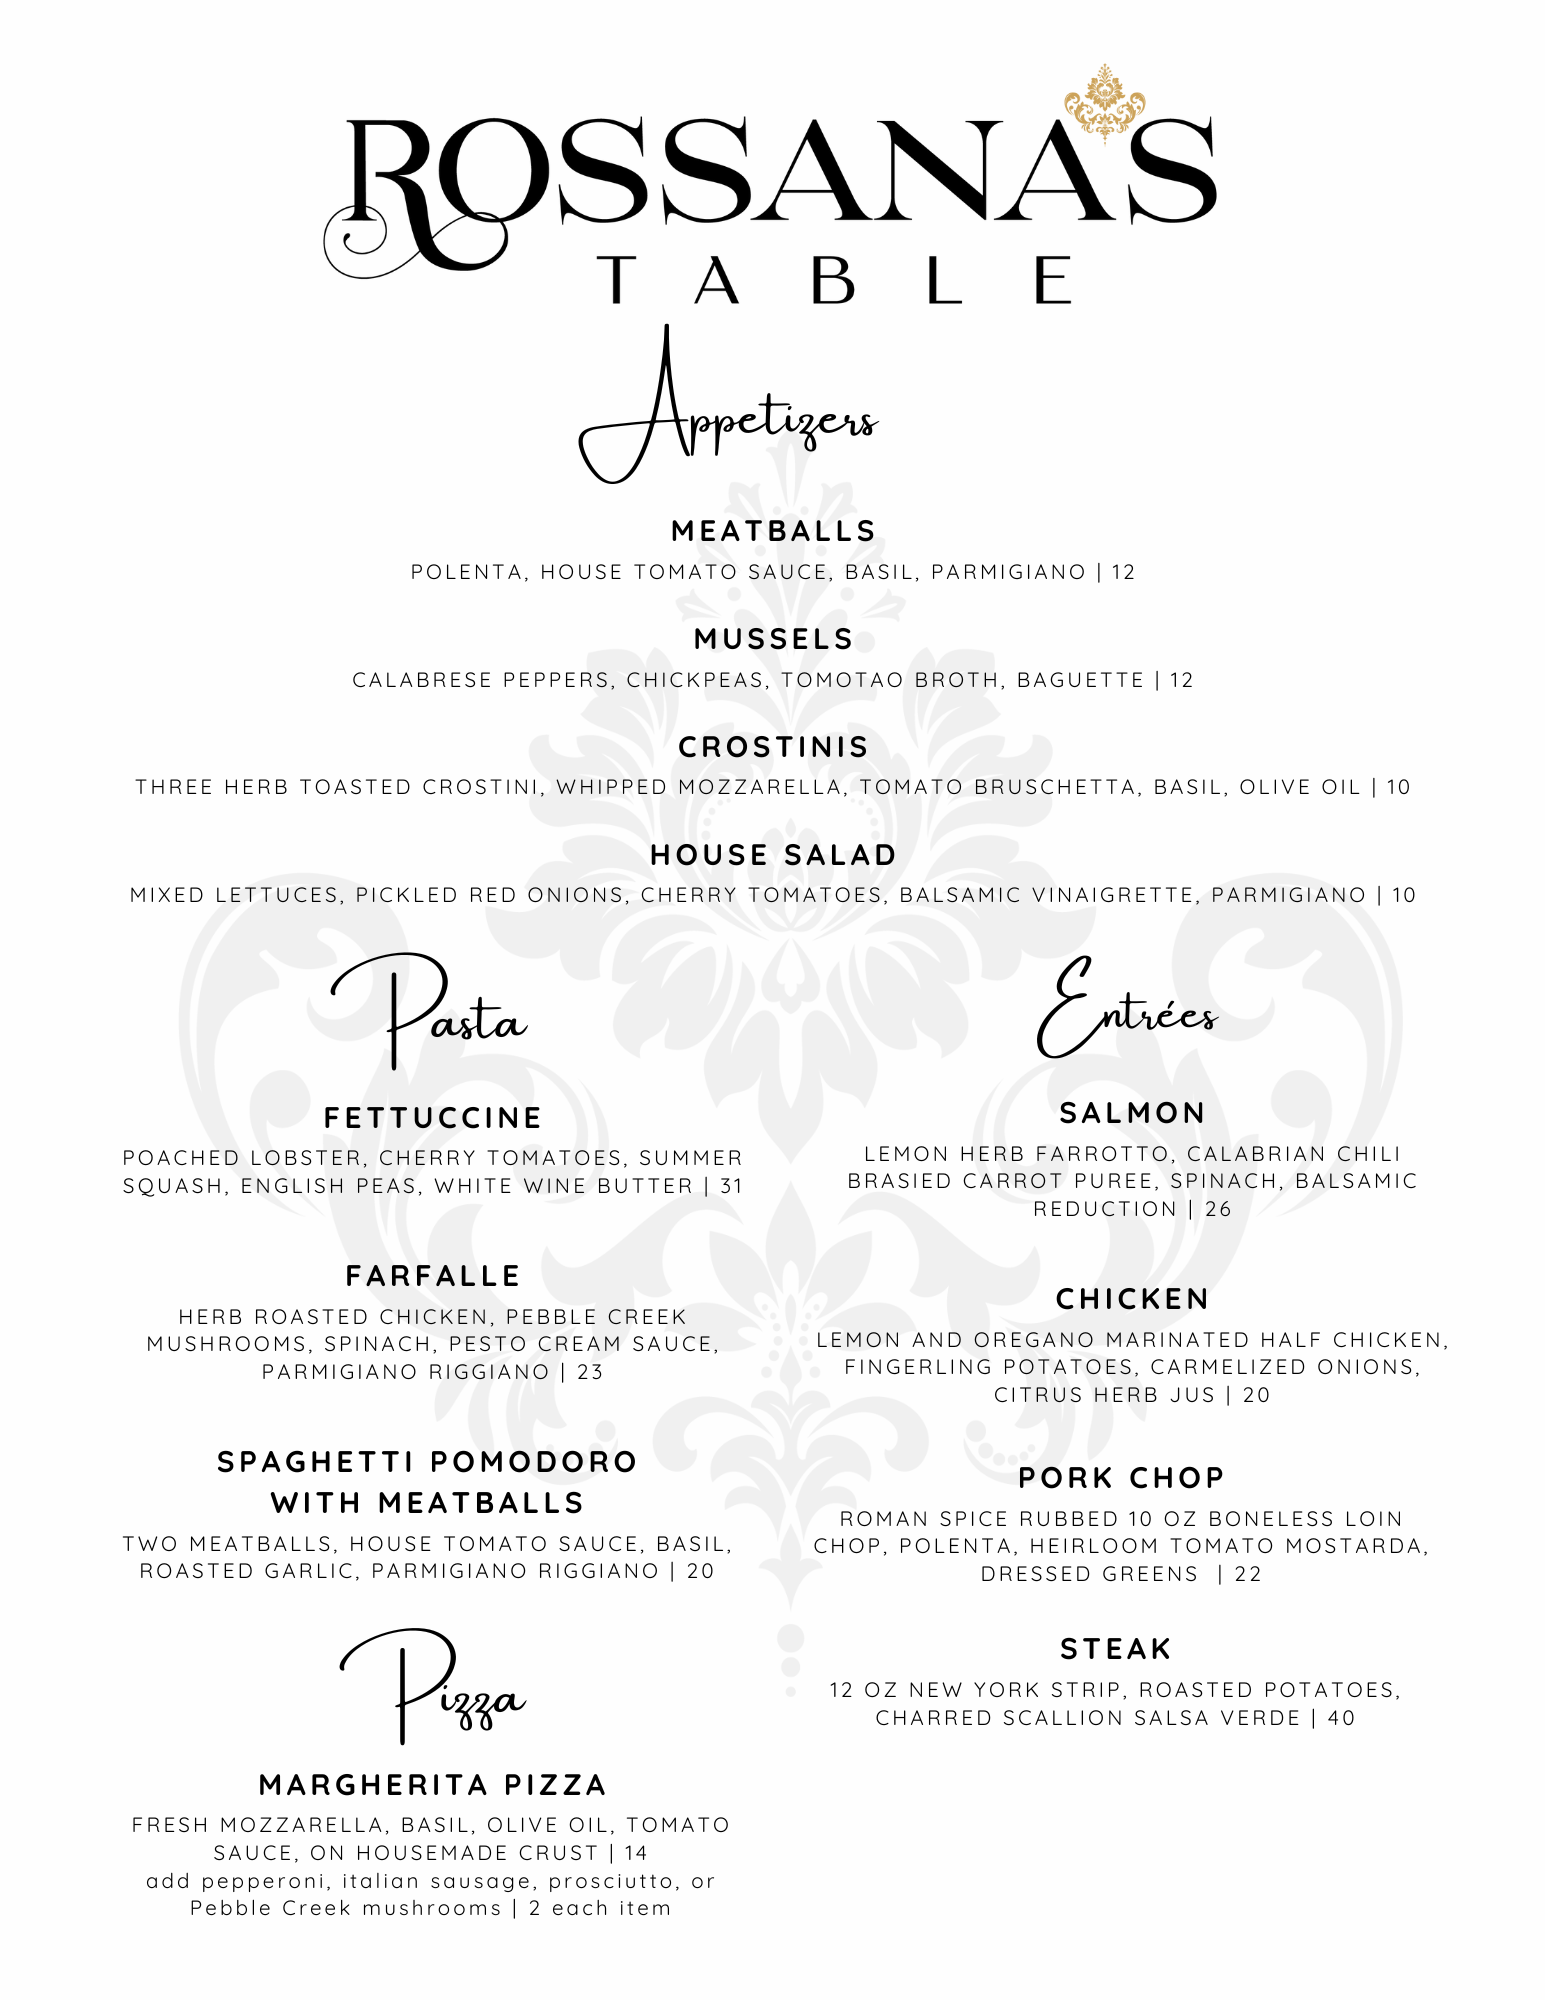 ROSSANA'S
TABLE
Appetizers
MEATBALLS
POLENTA, HOUSE TOMATO SAUCE, BASIL, PARMIGIANO | 12
MUSSELS
CALABRESE PEPPERS, CHICKPEAS, TOMOTAO BROTH, BAGUETTE | 12
CROSTINIS
THREE HERB TOASTED CROSTINI, WHIPPED MOZZARELLA, TOMATO BRUSCHETTA, BASIL, OLIVE OIL | 10
HOUSE SALAD
MIXED LETTUCES, PICKLED RED ONIONS, CHERRY TOMATOES, BALSAMIC VINAIGRETTE, PARMIGIANO | 10
Pasta
FETTUCCINE
POACHED LOBSTER, CHERRY TOMATOES, SUMMER
SQUASH, ENGLISH PEAS, WHITE WINE BUTTER | 31
FARFALLE
HERB ROASTED CHICKEN, PEBBLE CREEK
MUSHROOMS, SPINACH, PESTO CREAM SAUCE,
PARMIGIANO RIGGIANO | 23
SPAGHETTI POMODORO
WITH MEATBALLS
TWO MEATBALLS, HOUSE TOMATO SAUCE, BASIL,
ROASTED GARLIC, PARMIGIANO RIGGIANO | 20
Pizza
MARGHERITA PIZZA
FRESH MOZZARELLA, BASIL, OLIVE OIL, TOMATO
SAUCE, ON HOUSEMADE CRUST | 14
add pepperoni, italian sausage, prosciutto, or
Pebble Creek mushrooms | 2 each item
Entrées
SALMON
LEMON HERB FARROTTO, CALABRIAN CHILI
BRASIED CARROT PUREE, SPINACH, BALSAMIC
REDUCTION | 26
CHICKEN
LEMON AND OREGANO MARINATED HALF CHICKEN,
FINGERLING POTATOES, CARMELIZED ONIONS,
CITRUS HERB JUS | 20
PORK CHOP
ROMAN SPICE RUBBED 10 OZ BONELESS LOIN
CHOP, POLENTA, HEIRLOOM TOMATO MOSTARDA,
DRESSED GREENS | 22
STEAK
12 OZ NEW YORK STRIP, ROASTED POTATOES,
CHARRED SCALLION SALSA VERDE | 40